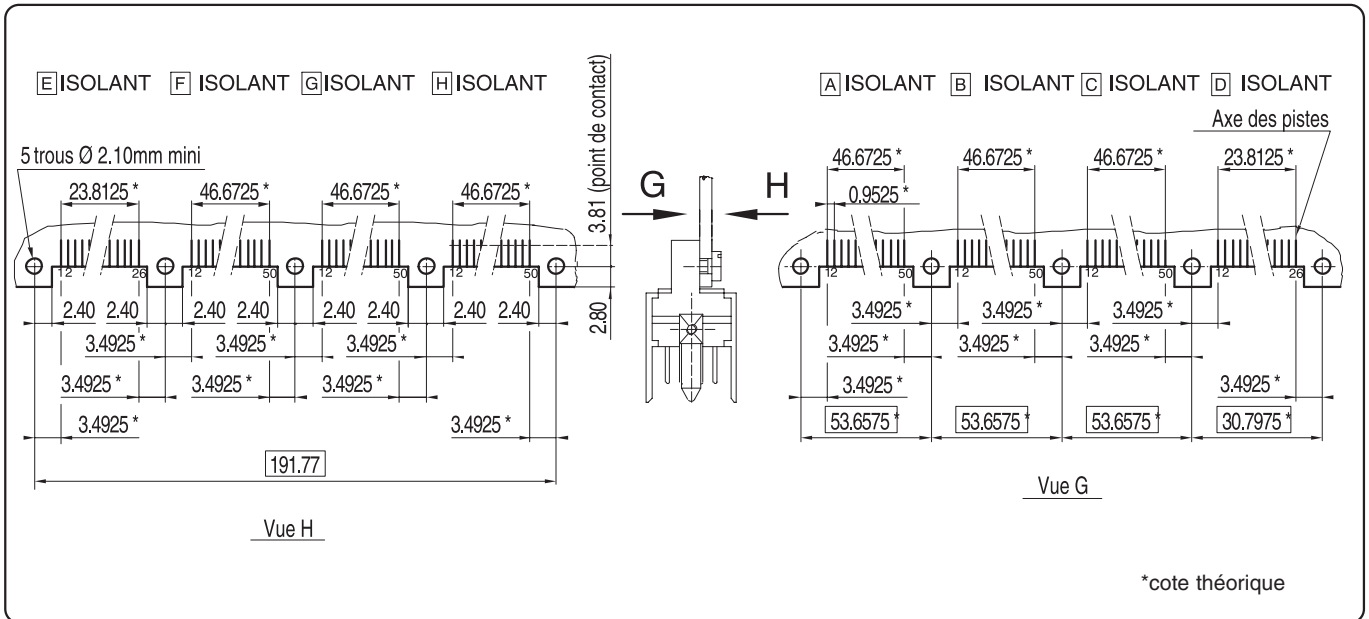 E ISOLANT F ISOLANT G ISOLANT H ISOLANT
5 trous Ø 2.10mm mini
23.8125 * 46.6725 * 46.6725 * 46.6725 *
3.81 (point de contact)
12 26 12 50 12 50 12 50
2.40 2.40 2.40 2.40 2.40 2.40 2.40 2.40
2.80
3.4925 * 3.4925 * 3.4925 *
3.4925 * 3.4925 * 3.4925 *
3.4925 * 3.4925 *
191.77
Vue H
G H
A ISOLANT B ISOLANT C ISOLANT D ISOLANT
Axe des pistes
46.6725 * 46.6725 * 46.6725 * 23.8125 *
0.9525 *
12 50 12 50 12 50 12 26
3.4925 * 3.4925 * 3.4925 *
3.4925 * 3.4925 * 3.4925 *
3.4925 * 3.4925 *
53.6575 * 53.6575 * 53.6575 * 30.7975 *
Vue G
*cote théorique